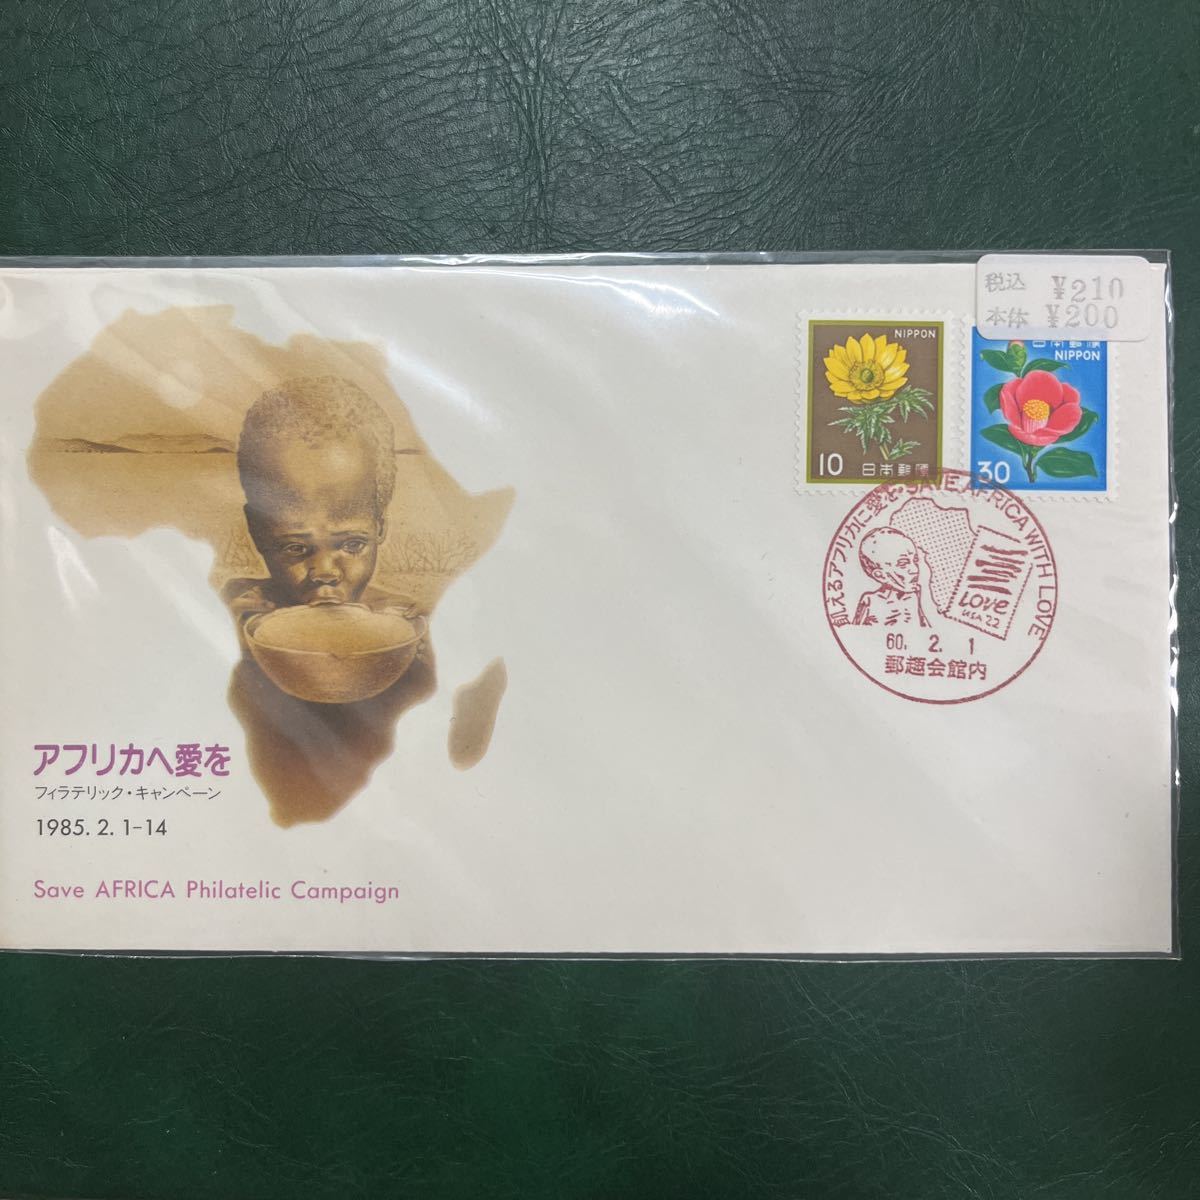 税込 ¥210
本体 ¥200
NIPPON
10 日本郵便
日本郵便
NIPPON
30
飢えるアフリカに愛を・SAVE AFRICA WITH LOVE
LOVE
USA 22
60. 2. 1
郵趣会館内
アフリカへ愛を
フィラテリック・キャンペーン
1985. 2. 1-14
Save AFRICA Philatelic Campaign